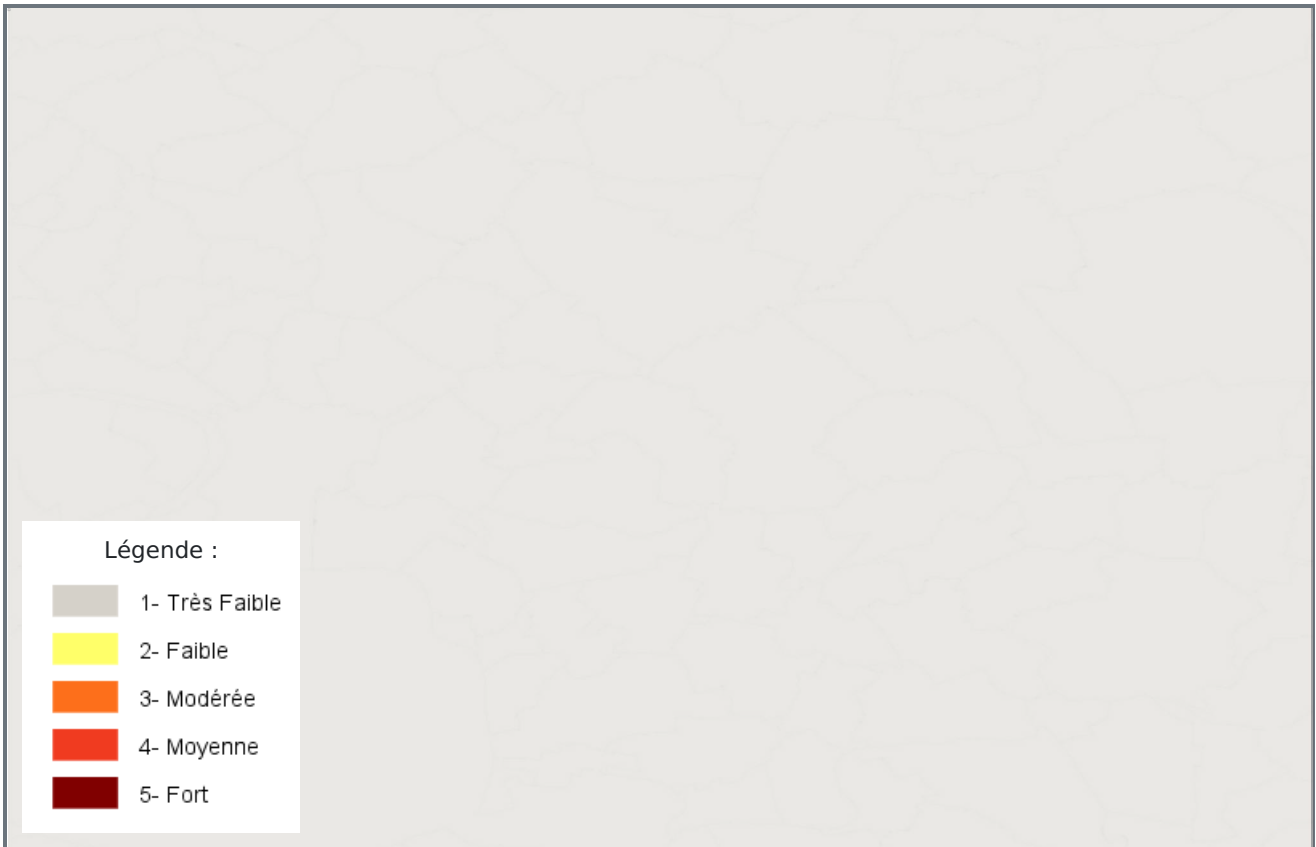 Légende :
1- Très Faible
2- Faible
3- Modérée
4- Moyenne
5- Fort